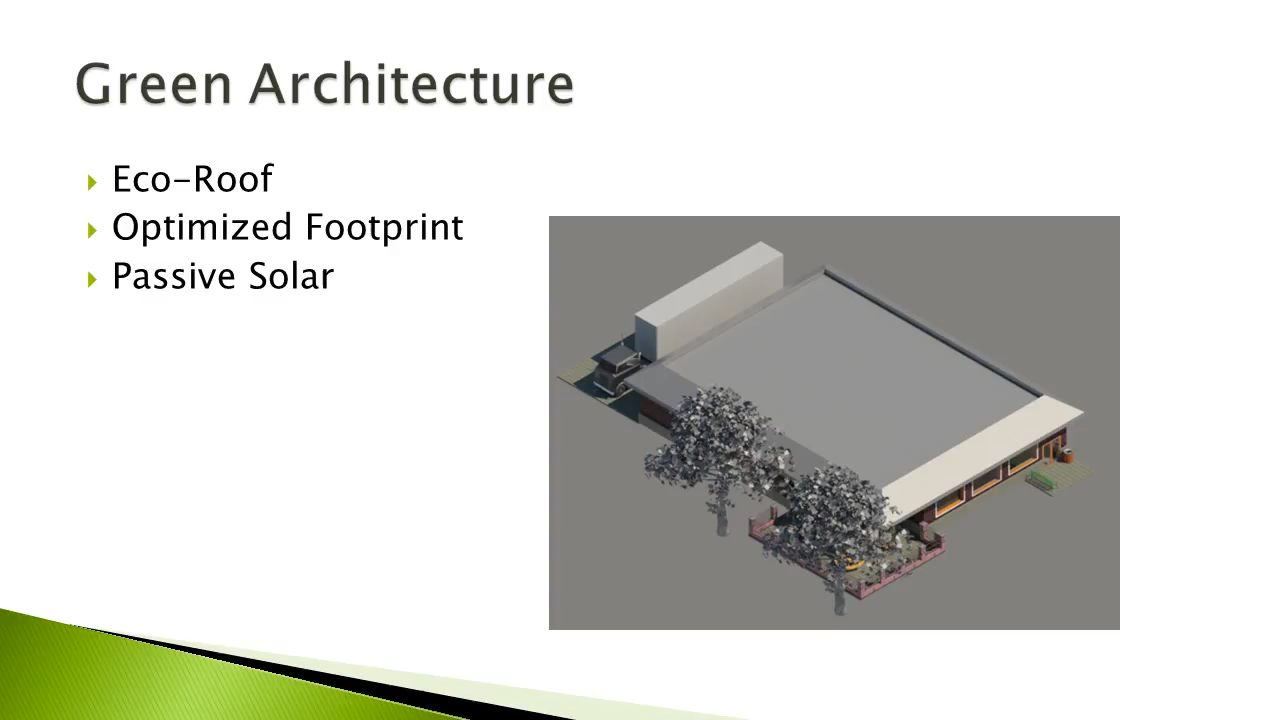 Green Architecture
Eco-Roof
Optimized Footprint
Passive Solar